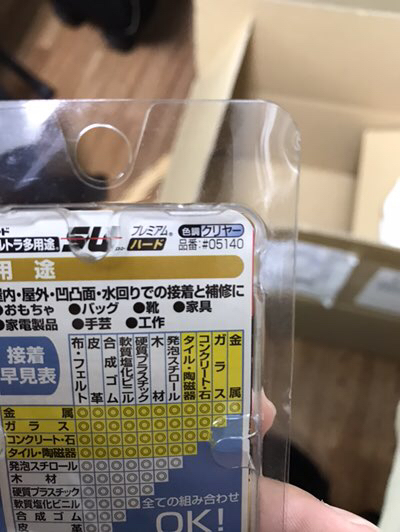 ルトラ多用途 SU プレミアム® ハード 色調 クリヤー
品番:#05140
用 途
屋内・屋外・凹凸面・水回りでの接着と補修に
●おもちゃ ●バッグ ●靴 ●家具
●家電製品 ●手芸 ●工作
接着
早見表
布・フェルト
皮革
合成ゴム
軟質塩化ビニル
硬質プラスチック
木材
発泡スチロール
タイル・陶磁器
コンクリート・石
ガラス
金属
金 属 ◎◎◎◎◎◎◎◎◎◎◎
ガ ラ ス ◎◎◎◎◎◎◎◎◎◎
コンクリート・石 ◎◎◎◎◎◎◎◎◎
タイル・陶磁器 ◎◎◎◎◎◎◎◎
発泡スチロール ◎◎◎◎◎◎◎
木 材 ◎◎◎◎◎◎
硬質プラスチック ◎◎◎◎◎
軟質塩化ビニル ◎◎◎◎
合 成 ゴ ム ◎◎◎
皮 革 ◎◎
全ての組み合わせ
OK!